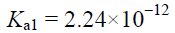 Kₐ₁ = 2.24×10⁻¹²